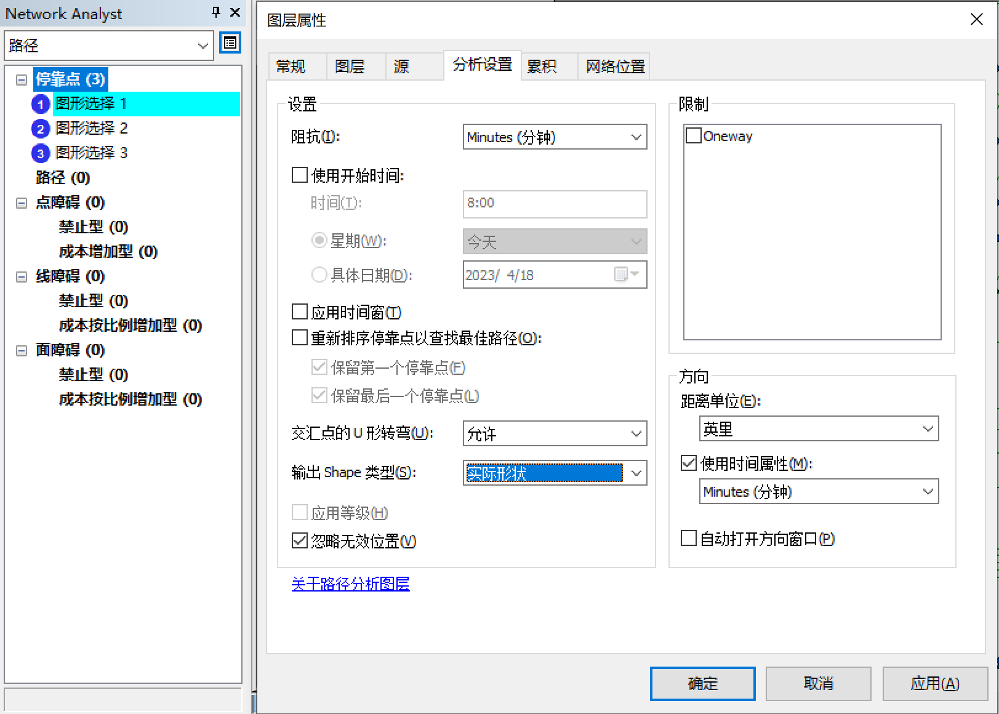 Network Analyst
路径
停靠点 (3)
1 图形选择 1
2 图形选择 2
3 图形选择 3
路径 (0)
点障碍 (0)
禁止型 (0)
成本增加型 (0)
线障碍 (0)
禁止型 (0)
成本按比例增加型 (0)
面障碍 (0)
禁止型 (0)
成本按比例增加型 (0)
图层属性
常规 图层 源 分析设置 累积 网络位置
设置
阻抗(I): Minutes (分钟)
使用开始时间:
时间(T): 8:00
星期(W): 今天
具体日期(D): 2023/ 4/18
应用时间窗(T)
重新排序停靠点以查找最佳路径(O):
保留第一个停靠点(F)
保留最后一个停靠点(L)
交汇点的 U 形转弯(U): 允许
输出 Shape 类型(S): 实际形状
应用等级(H)
忽略无效位置(V)
关于路径分析图层
限制
Oneway
方向
距离单位(E):
英里
使用时间属性(M):
Minutes (分钟)
自动打开方向窗口(P)
确定 取消 应用(A)